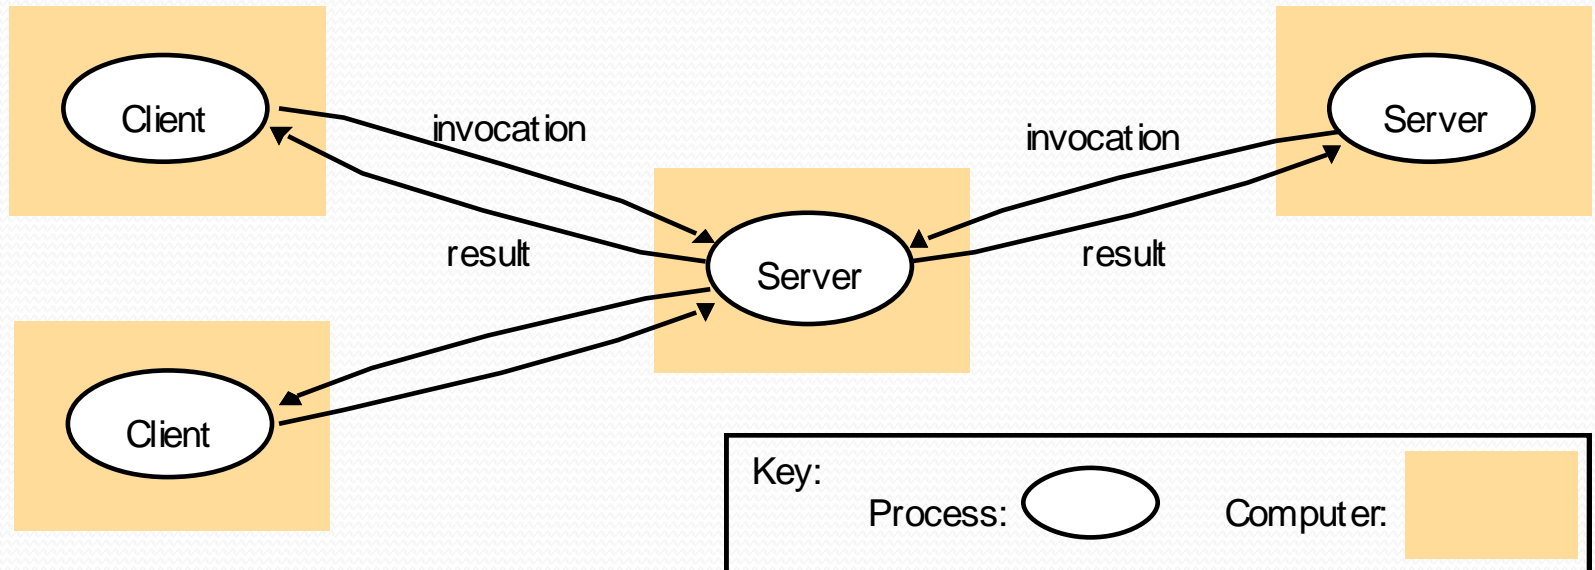 Client
Server
invocation
invocation
result
Server
result
Client
Key:
Process:
Computer: